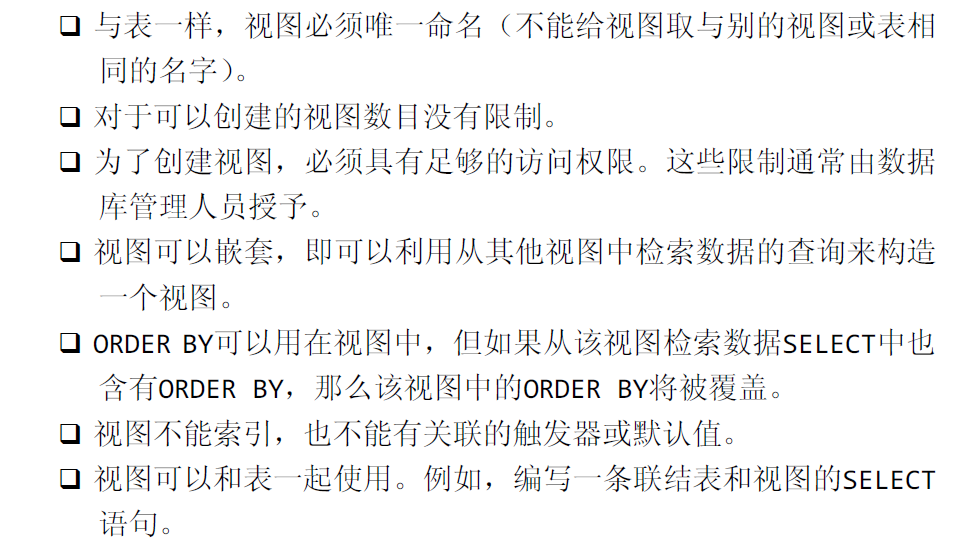 ❑ 与表一样，视图必须唯一命名（不能给视图取与别的视图或表相
同的名字）。
❑ 对于可以创建的视图数目没有限制。
❑ 为了创建视图，必须具有足够的访问权限。这些限制通常由数据
库管理人员授予。
❑ 视图可以嵌套，即可以利用从其他视图中检索数据的查询来构造
一个视图。
❑ ORDER BY可以用在视图中，但如果从该视图检索数据SELECT中也
含有ORDER BY，那么该视图中的ORDER BY将被覆盖。
❑ 视图不能索引，也不能有关联的触发器或默认值。
❑ 视图可以和表一起使用。例如，编写一条联结表和视图的SELECT
语句。